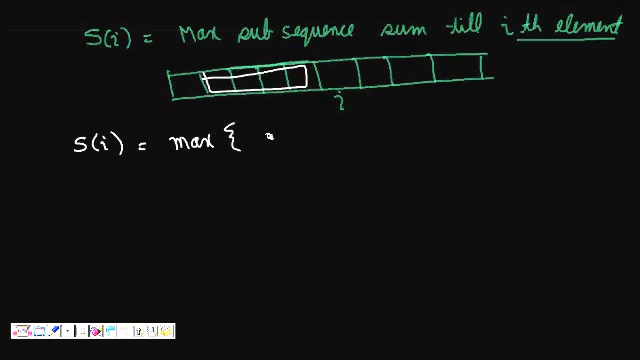 S(i) = Max sub sequence sum till i th element
i
S(i) = max {